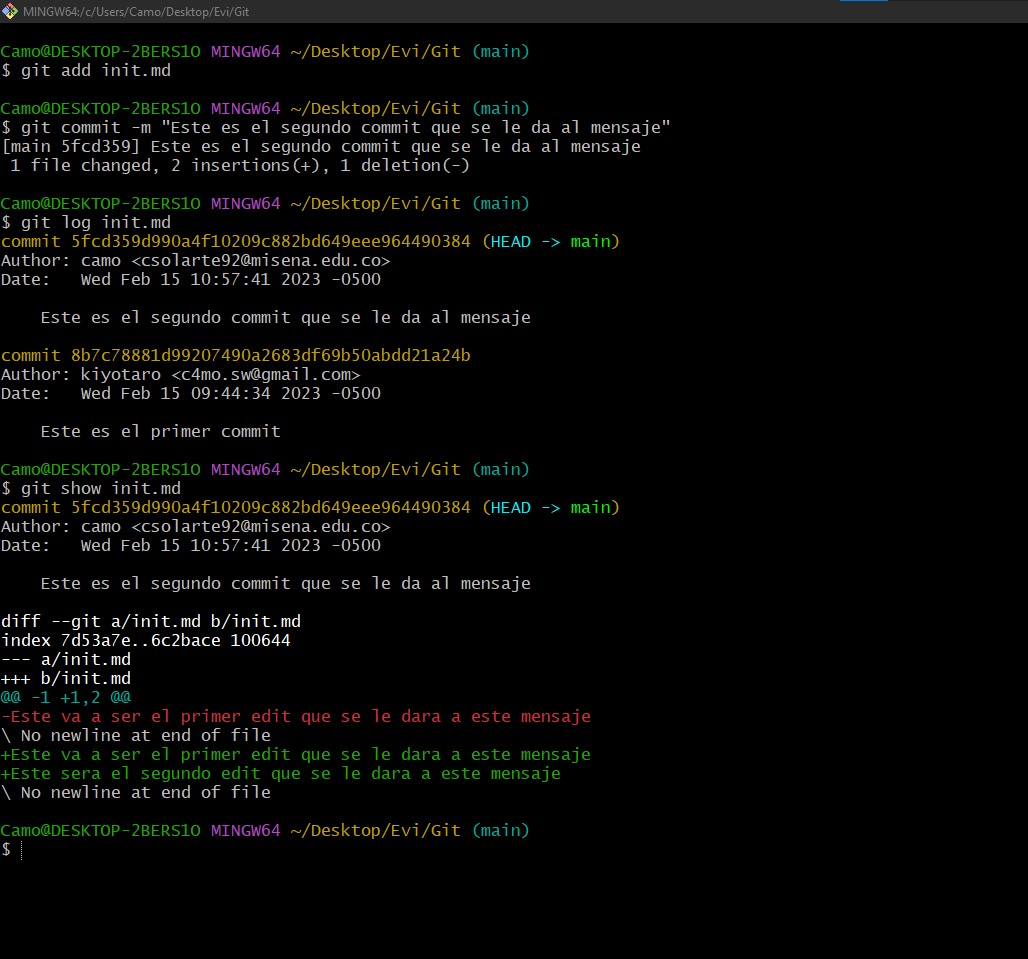 MINGW64:/c/Users/Camo/Desktop/Evi/Git
Camo@DESKTOP-2BERS1O MINGW64 ~/Desktop/Evi/Git (main)
$ git add init.md
Camo@DESKTOP-2BERS1O MINGW64 ~/Desktop/Evi/Git (main)
$ git commit -m "Este es el segundo commit que se le da al mensaje"
[main 5fcd359] Este es el segundo commit que se le da al mensaje
 1 file changed, 2 insertions(+), 1 deletion(-)
Camo@DESKTOP-2BERS1O MINGW64 ~/Desktop/Evi/Git (main)
$ git log init.md
commit 5fcd359d990a4f10209c882bd649eee964490384 (HEAD -> main)
Author: camo <csolarte92@misena.edu.co>
Date:   Wed Feb 15 10:57:41 2023 -0500
    Este es el segundo commit que se le da al mensaje
commit 8b7c78881d99207490a2683df69b50abdd21a24b
Author: kiyotaro <c4mo.sw@gmail.com>
Date:   Wed Feb 15 09:44:34 2023 -0500
    Este es el primer commit
Camo@DESKTOP-2BERS1O MINGW64 ~/Desktop/Evi/Git (main)
$ git show init.md
commit 5fcd359d990a4f10209c882bd649eee964490384 (HEAD -> main)
Author: camo <csolarte92@misena.edu.co>
Date:   Wed Feb 15 10:57:41 2023 -0500
    Este es el segundo commit que se le da al mensaje
diff --git a/init.md b/init.md
index 7d53a7e..6c2bace 100644
--- a/init.md
+++ b/init.md
@@ -1 +1,2 @@
-Este va a ser el primer edit que se le dara a este mensaje
\ No newline at end of file
+Este va a ser el primer edit que se le dara a este mensaje
+Este sera el segundo edit que se le dara a este mensaje
\ No newline at end of file
Camo@DESKTOP-2BERS1O MINGW64 ~/Desktop/Evi/Git (main)
$